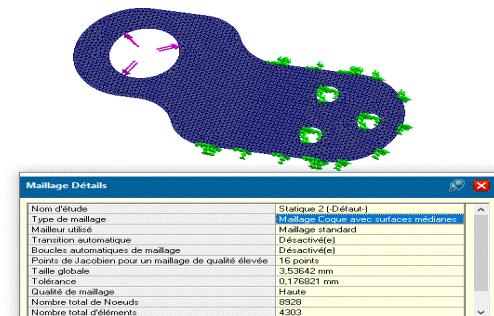 Maillage Détails
Nom d'étude Statique 2 (-Défaut-)
Type de maillage Maillage Coque avec surfaces médianes
Mailleur utilisé Maillage standard
Transition automatique Désactivé(e)
Boucles automatiques de maillage Désactivé(e)
Points de Jacobien pour un maillage de qualité élevée 16 points
Taille globale 3,53642 mm
Tolérance 0,176821 mm
Qualité de maillage Haute
Nombre total de Noeuds 8928
Nombre total d'éléments 4303